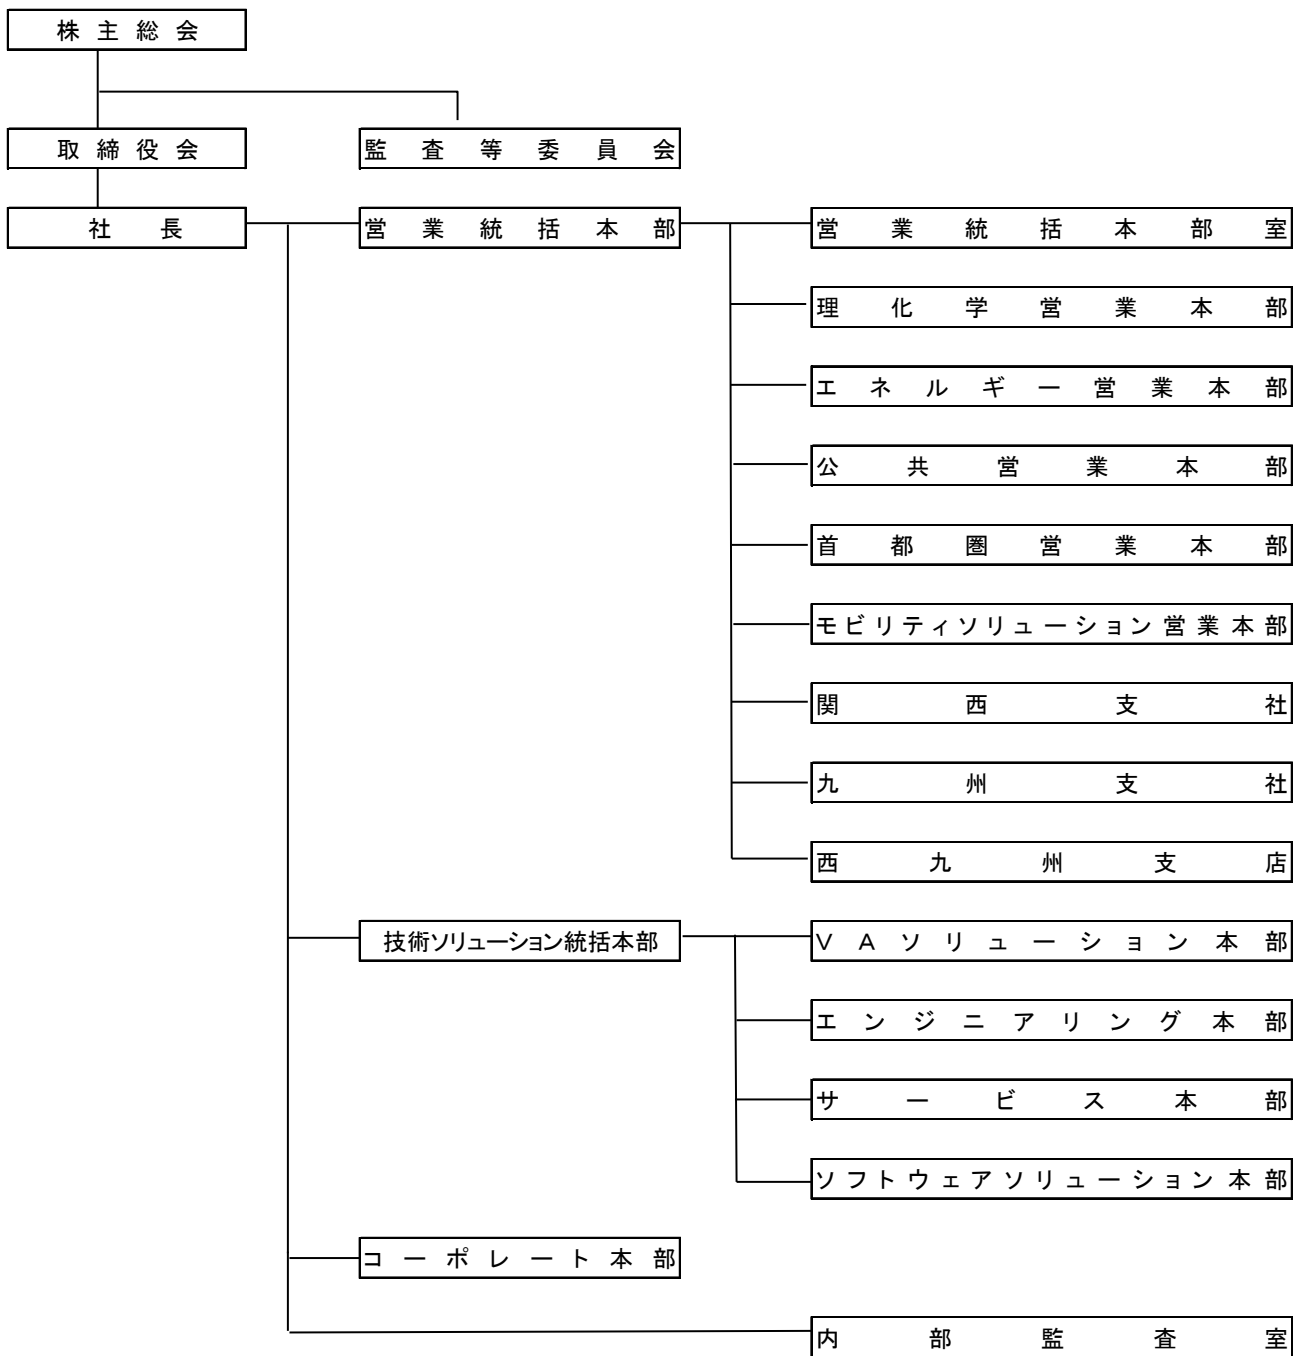 株主総会
取締役会
監査等委員会
社長
営業統括本部
営業統括本部室
理化学営業本部
エネルギー営業本部
公共営業本部
首都圏営業本部
モビリティソリューション営業本部
関西支社
九州支社
西九州支店
技術ソリューション統括本部
ＶＡソリューション本部
エンジニアリング本部
サービス本部
ソフトウェアソリューション本部
コーポレート本部
内部監査室